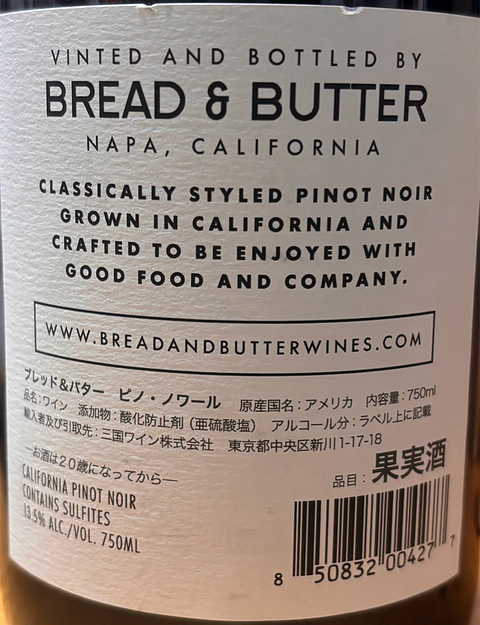 VINTED AND BOTTLED BY
BREAD & BUTTER
NAPA, CALIFORNIA
CLASSICALLY STYLED PINOT NOIR
GROWN IN CALIFORNIA AND
CRAFTED TO BE ENJOYED WITH
GOOD FOOD AND COMPANY.
WWW.BREADANDBUTTERWINES.COM
ブレッド&バター ピノ・ノワール 原産国名:アメリカ 内容量:750ml
品名:ワイン 添加物:酸化防止剤(亜硫酸塩) アルコール分:ラベル上に記載
輸入者及び引取先:三国ワイン株式会社 東京都中央区新川1-17-18
―お酒は20歳になってから―
品目:果実酒
CALIFORNIA PINOT NOIR
CONTAINS SULFITES
13.5% ALC./VOL. 750ML
8 50832 00427 7